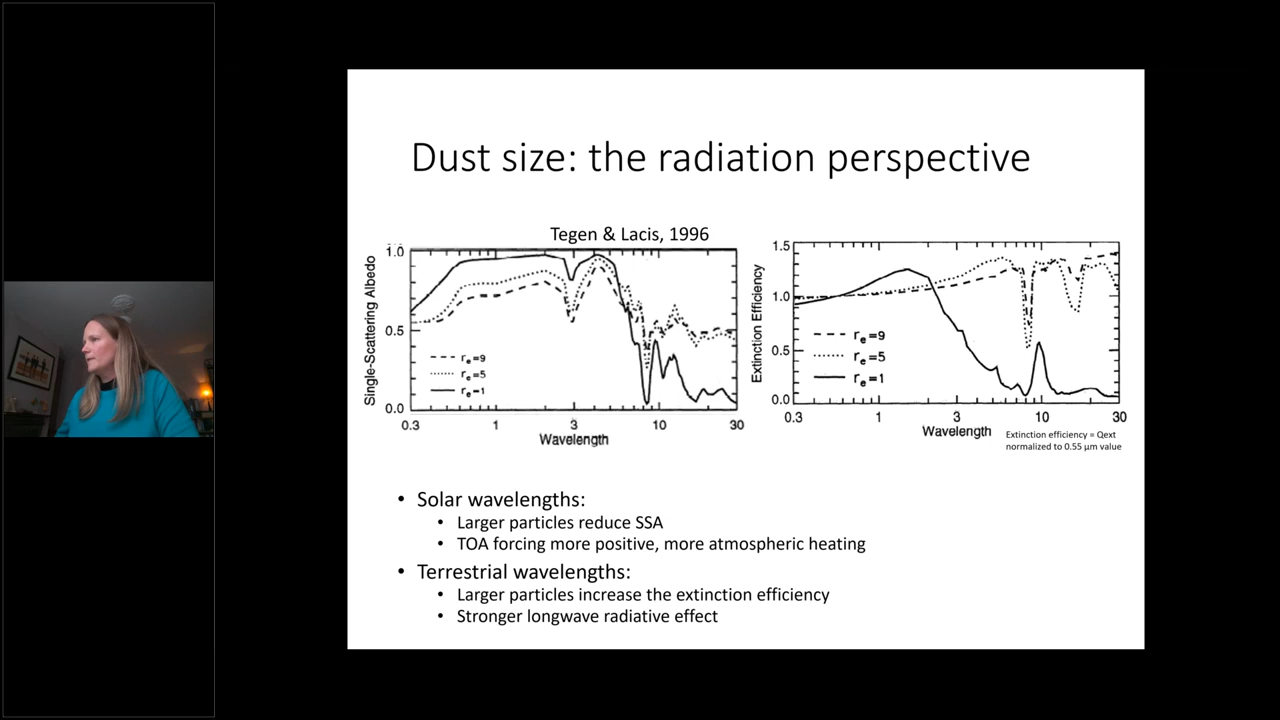 Dust size: the radiation perspective
Tegen & Lacis, 1996
Single-Scattering Albedo
1.0
0.5
0.0
rₑ=9
rₑ=5
rₑ=1
0.3 1 3 10 30
Wavelength
Extinction Efficiency
1.5
1.0
0.5
0.0
rₑ=9
rₑ=5
rₑ=1
0.3 1 3 10 30
Wavelength
Extinction efficiency = Qext
normalized to 0.55 µm value
• Solar wavelengths:
• Larger particles reduce SSA
• TOA forcing more positive, more atmospheric heating
• Terrestrial wavelengths:
• Larger particles increase the extinction efficiency
• Stronger longwave radiative effect